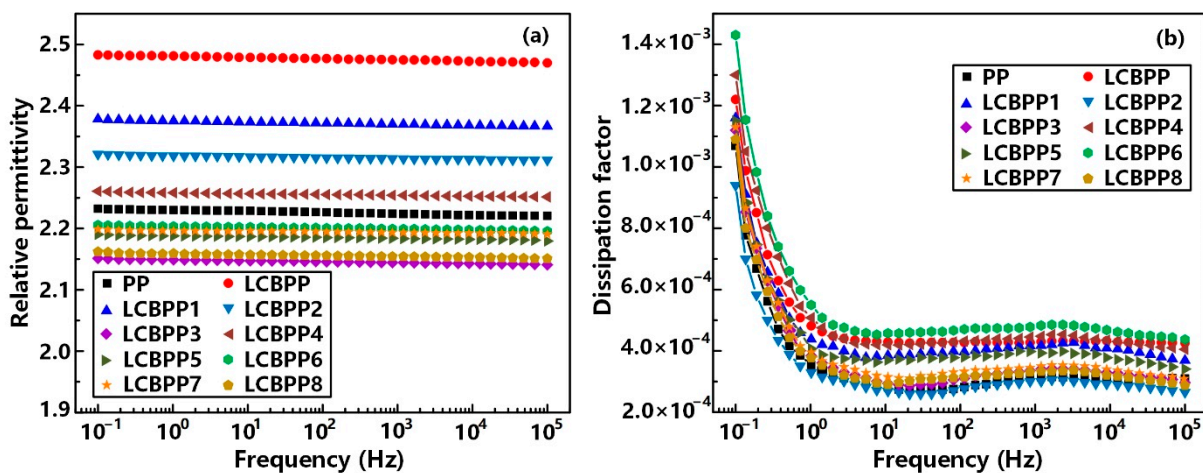 (a)
Relative permittivity
2.5
2.4
2.3
2.2
2.1
2.0
1.9
PP LCBPP
LCBPP1 LCBPP2
LCBPP3 LCBPP4
LCBPP5 LCBPP6
LCBPP7 LCBPP8
10⁻¹ 10⁰ 10¹ 10² 10³ 10⁴ 10⁵
Frequency (Hz)
(b)
Dissipation factor
1.4×10⁻³
1.2×10⁻³
1.0×10⁻³
8.0×10⁻⁴
6.0×10⁻⁴
4.0×10⁻⁴
2.0×10⁻⁴
PP LCBPP
LCBPP1 LCBPP2
LCBPP3 LCBPP4
LCBPP5 LCBPP6
LCBPP7 LCBPP8
10⁻¹ 10⁰ 10¹ 10² 10³ 10⁴ 10⁵
Frequency (Hz)